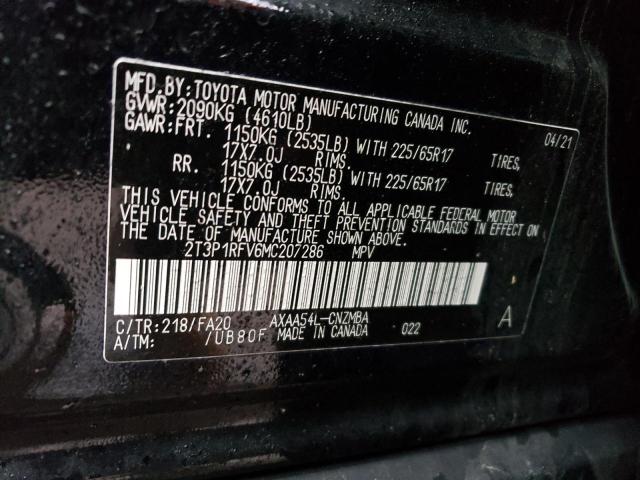 MFD.BY:TOYOTA MOTOR MANUFACTURING CANADA INC.
GVWR:2090KG (4610LB) 04/21
GAWR:FRT. 1150KG (2535LB) WITH 225/65R17 TIRES,
17X7.0J RIMS.
RR. 1150KG (2535LB) WITH 225/65R17 TIRES,
17X7.0J RIMS.
THIS VEHICLE CONFORMS TO ALL APPLICABLE FEDERAL MOTOR
VEHICLE SAFETY AND THEFT PREVENTION STANDARDS IN EFFECT ON
THE DATE OF MANUFACTURE SHOWN ABOVE.
2T3P1RFV6MC207286 MPV
C/TR:218/FA20 AXAA54L-CNZMBA A
A/TM: /UB80F MADE IN CANADA 022